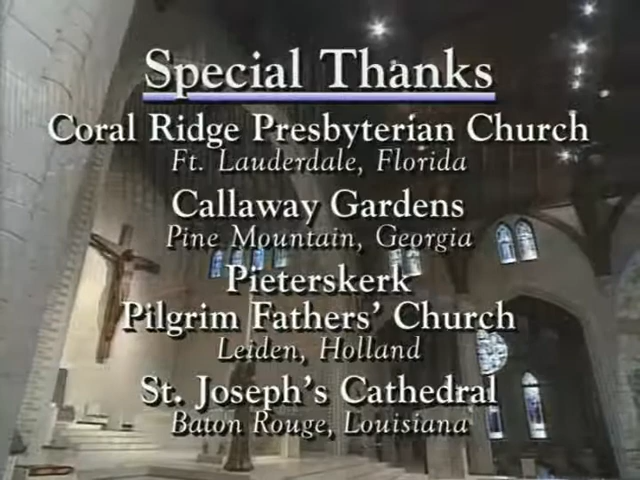 Special Thanks
Coral Ridge Presbyterian Church
Ft. Lauderdale, Florida
Callaway Gardens
Pine Mountain, Georgia
Pieterskerk
Pilgrim Fathers' Church
Leiden, Holland
St. Joseph's Cathedral
Baton Rouge, Louisiana